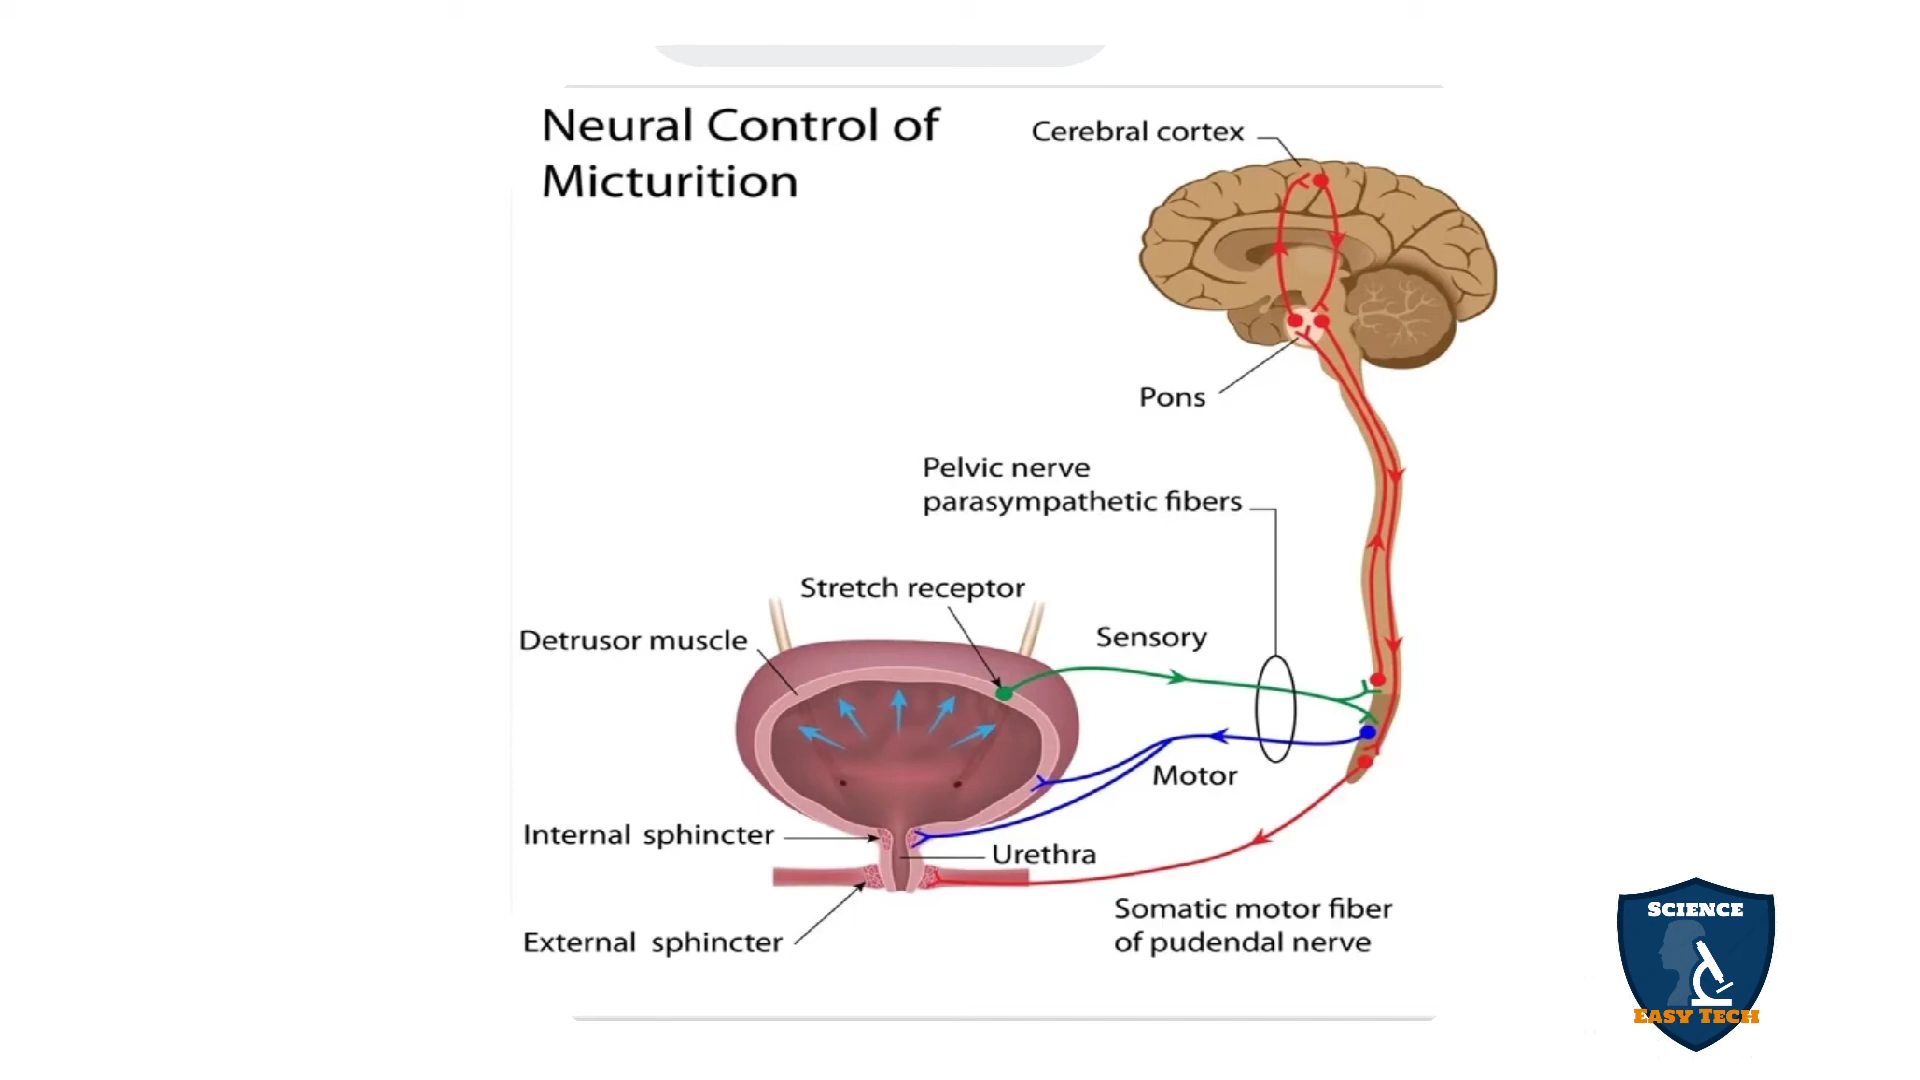 Neural Control of
Micturition
Cerebral cortex
Pons
Pelvic nerve
parasympathetic fibers
Stretch receptor
Detrusor muscle
Sensory
Motor
Internal sphincter
Urethra
External sphincter
Somatic motor fiber
of pudendal nerve
SCIENCE
EASY TECH